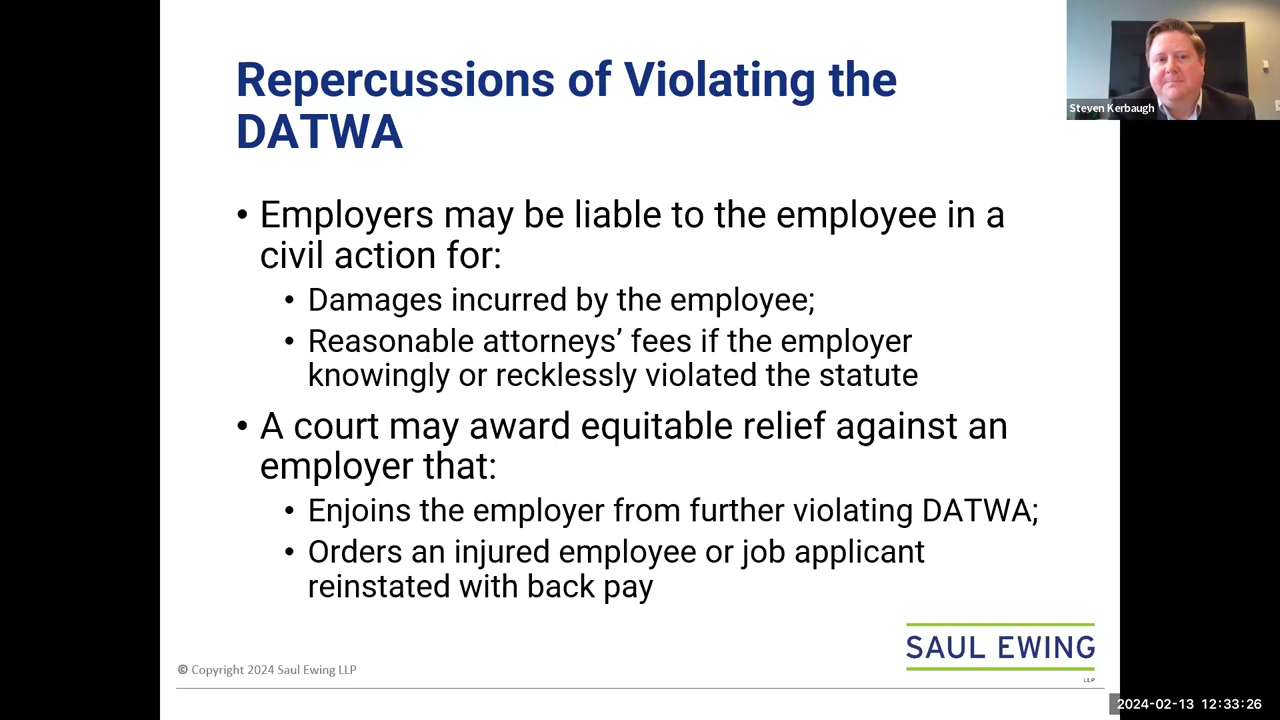 Repercussions of Violating the
DATWA
Steven Kerbaugh
• Employers may be liable to the employee in a
civil action for:
• Damages incurred by the employee;
• Reasonable attorneys’ fees if the employer
knowingly or recklessly violated the statute
• A court may award equitable relief against an
employer that:
• Enjoins the employer from further violating DATWA;
• Orders an injured employee or job applicant
reinstated with back pay
SAUL EWING
LLP
© Copyright 2024 Saul Ewing LLP
2024-02-13 12:33:26